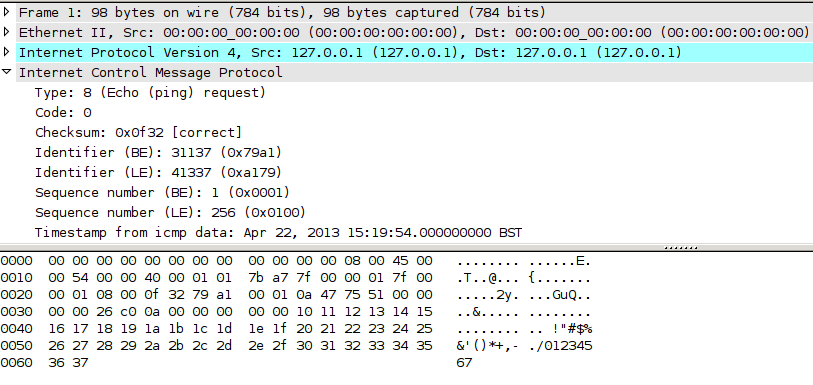 Frame 1: 98 bytes on wire (784 bits), 98 bytes captured (784 bits)
Ethernet II, Src: 00:00:00_00:00:00 (00:00:00:00:00:00), Dst: 00:00:00_00:00:00 (00:00:00:00:00:00)
Internet Protocol Version 4, Src: 127.0.0.1 (127.0.0.1), Dst: 127.0.0.1 (127.0.0.1)
Internet Control Message Protocol
Type: 8 (Echo (ping) request)
Code: 0
Checksum: 0x0f32 [correct]
Identifier (BE): 31137 (0x79a1)
Identifier (LE): 41337 (0xa179)
Sequence number (BE): 1 (0x0001)
Sequence number (LE): 256 (0x0100)
Timestamp from icmp data: Apr 22, 2013 15:19:54.000000000 BST
0000 00 00 00 00 00 00 00 00 00 00 00 00 08 00 45 00 ........ ......E.
0010 00 54 00 00 40 00 01 01 7b a7 7f 00 00 01 7f 00 .T..@... {.......
0020 00 01 08 00 0f 32 79 a1 00 01 0a 47 75 51 00 00 .....2y. ...GuQ..
0030 00 00 26 c0 0a 00 00 00 00 00 10 11 12 13 14 15 ..&..... ........
0040 16 17 18 19 1a 1b 1c 1d 1e 1f 20 21 22 23 24 25 ........ .. !"#$%
0050 26 27 28 29 2a 2b 2c 2d 2e 2f 30 31 32 33 34 35 &'()*+,- ./012345
0060 36 37 67